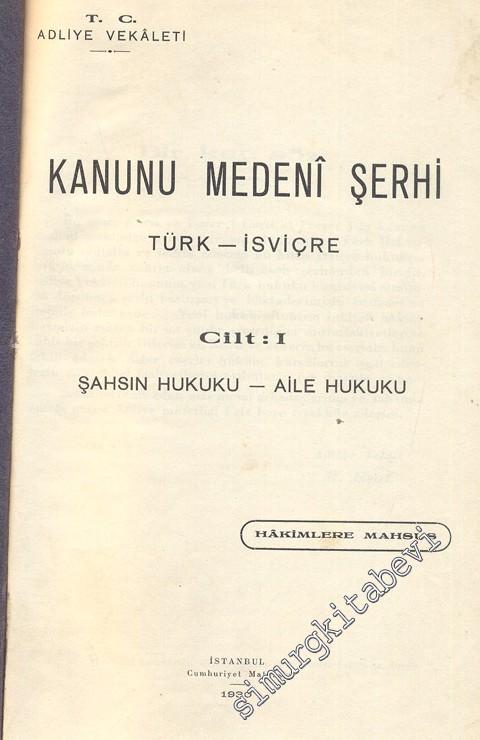 T. C.
ADLİYE VEKÂLETİ
KANUNU MEDENÎ ŞERHİ
TÜRK — İSVİÇRE
Cilt : I
ŞAHSIN HUKUKU — AİLE HUKUKU
HÂKİMLERE MAHSUS
İSTANBUL
Cumhuriyet
simurgkitabevi